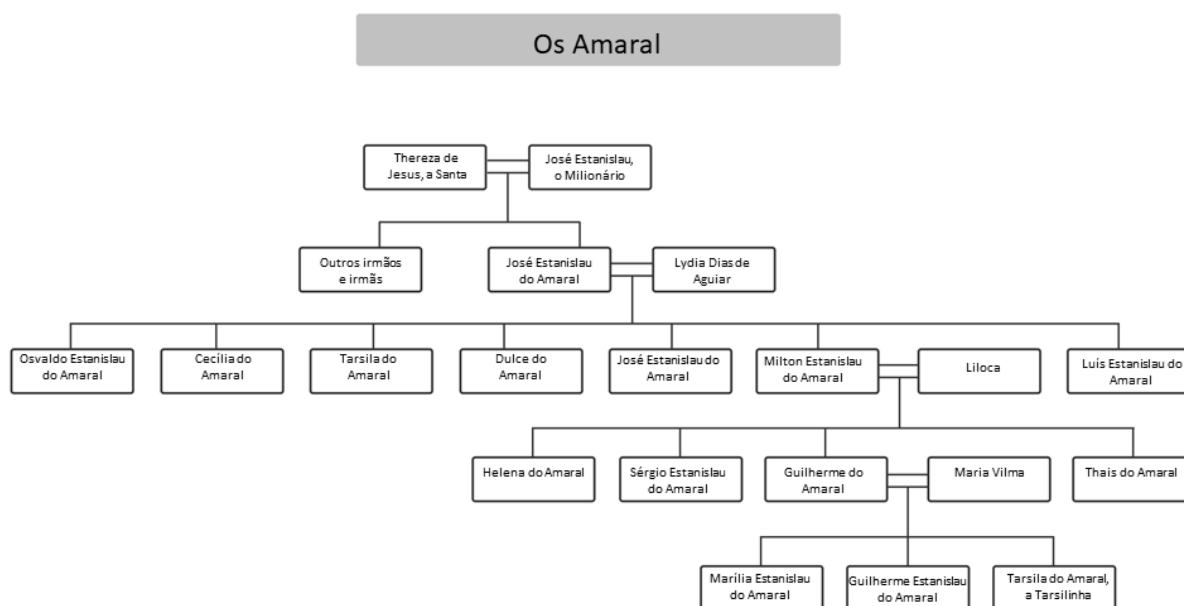 Os Amaral
Thereza de
Jesus, a Santa
José Estanislau,
o Milionário
Outros irmãos
e irmãs
José Estanislau
do Amaral
Lydia Dias de
Aguiar
Osvaldo Estanislau
do Amaral
Cecília do
Amaral
Tarsila do
Amaral
Dulce do
Amaral
José Estanislau do
Amaral
Milton Estanislau
do Amaral
Liloca
Luís Estanislau do
Amaral
Helena do Amaral
Sérgio Estanislau
do Amaral
Guilherme do
Amaral
Maria Vilma
Thais do Amaral
Marília Estanislau
do Amaral
Guilherme Estanislau
do Amaral
Tarsila do Amaral,
a Tarsilinha